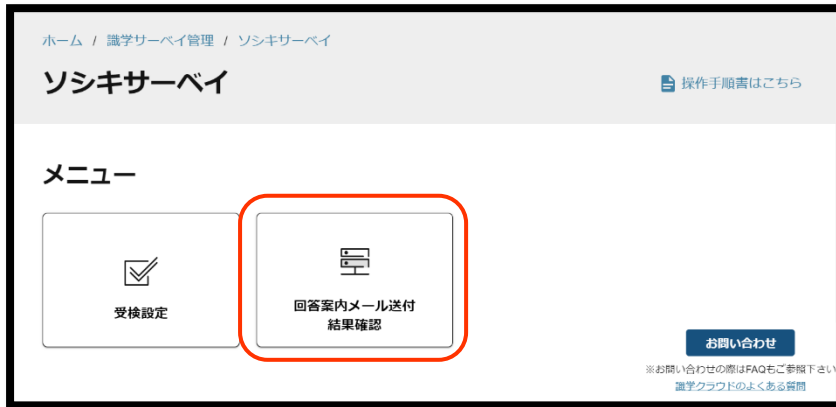 ホーム / 識学サーベイ管理 / ソシキサーベイ
ソシキサーベイ
操作手順書はこちら
メニュー
受検設定
回答案内メール送付
結果確認
お問い合わせ
※お問い合わせの際はFAQもご参照下さい
識学クラウドのよくある質問